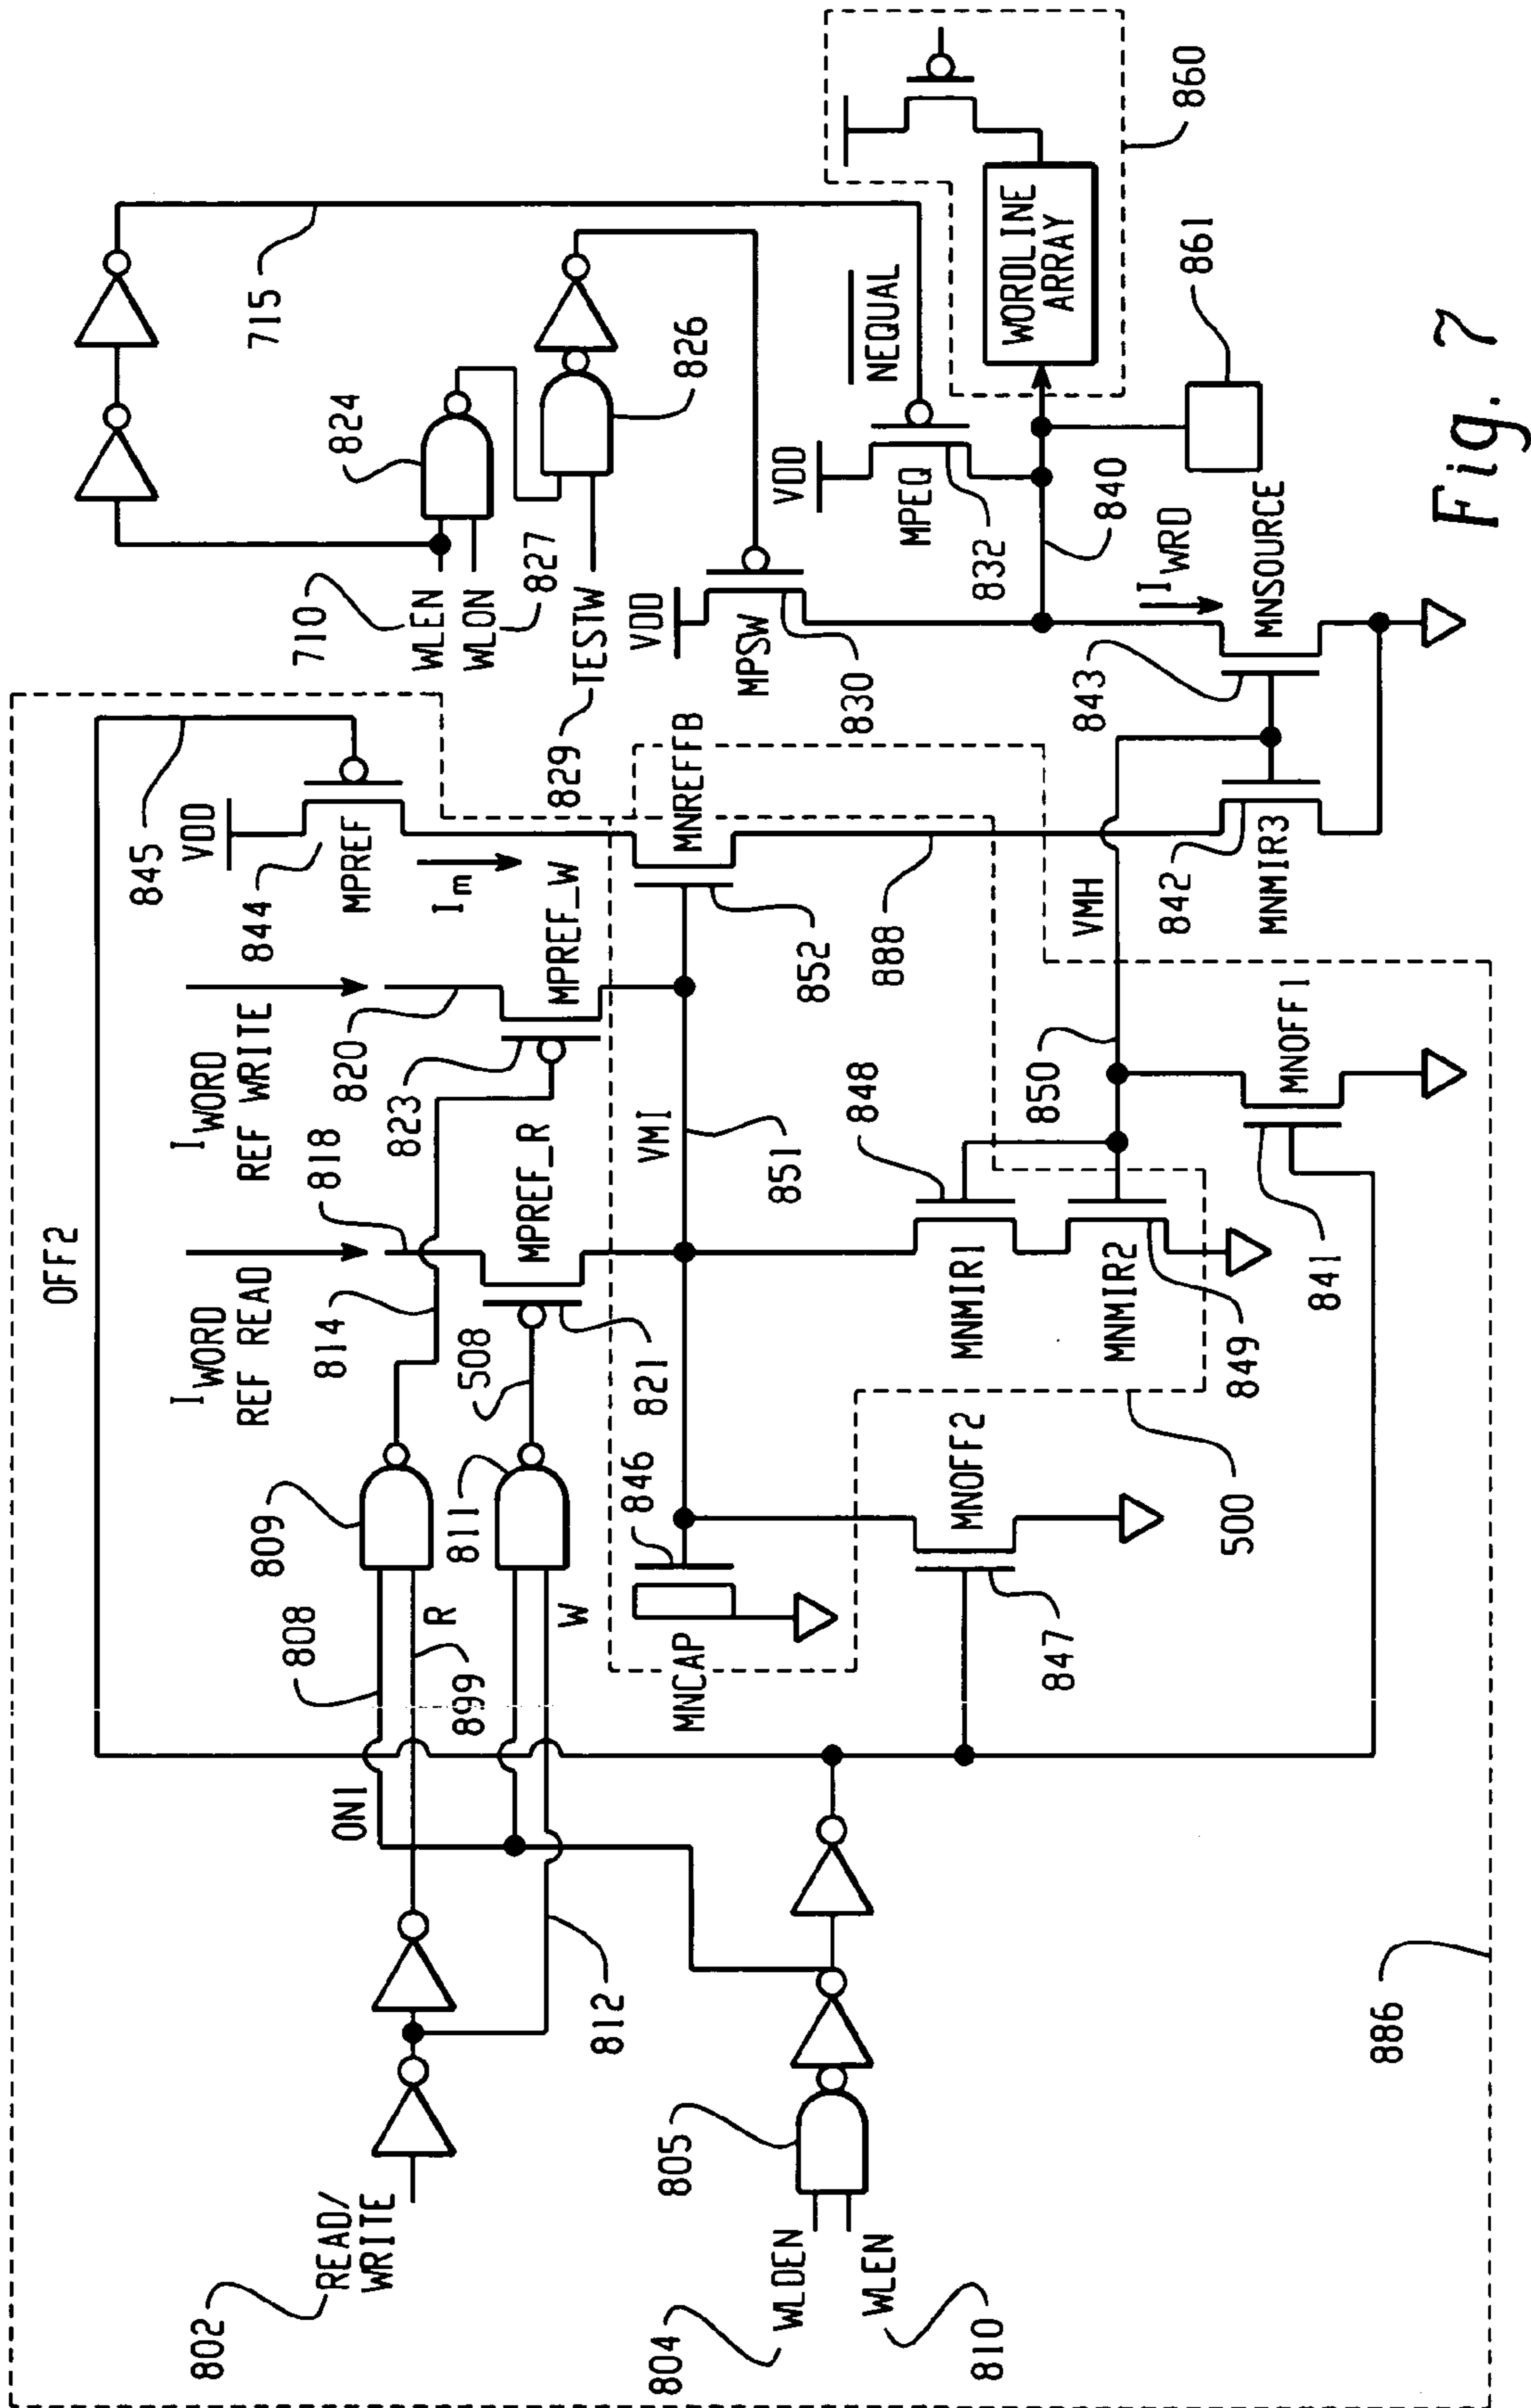 OFF2
I WORD
REF READ
I WORD
REF WRITE
818
814
820
823
MPREF_R
MPREF_W
508
821
809
808
811
R
899
W
ON1
812
802
READ/
WRITE
804
WLDEN
WLEN
810
805
886
845
VDD
844
MPREF
I m
MNREFFB
852
888
VMI
851
846
MNCAP
848
850
VMH
MNMIR1
MNMIR2
849
MNOFF2
847
500
MNOFF1
841
842
MNMIR3
843
MNSOURCE
I WRD
710
WLEN
WLON
827
829
TESTW
824
826
715
VDD
MPSW
830
VDD
MPEQ
832
NEQUAL
840
WORDLINE
ARRAY
860
861
Fig. 7